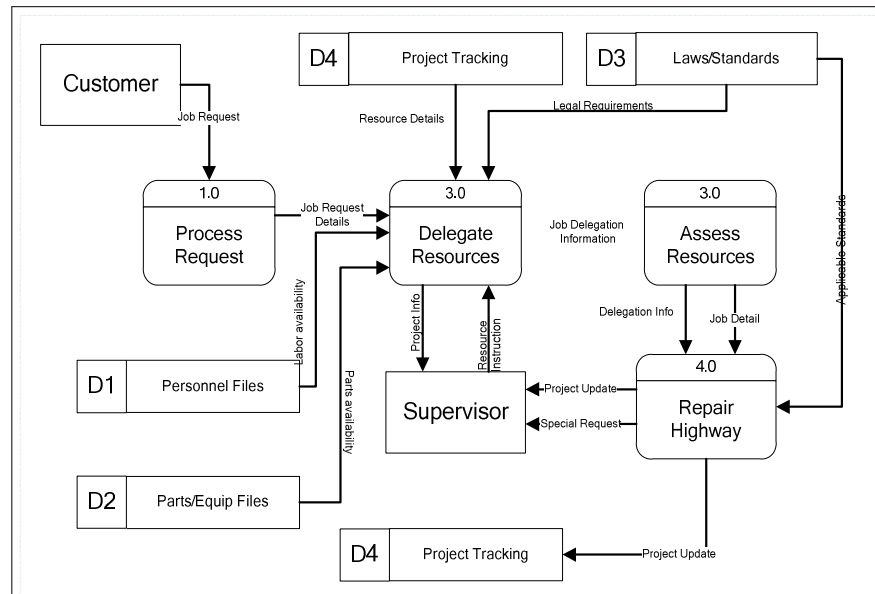 D4
Project Tracking
D3
Laws/Standards
Customer
Job Request
Resource Details
Legal Requirements
1.0
Process
Request
Job Request
Details
3.0
Delegate
Resources
Job Delegation
Information
3.0
Assess
Resources
Applicable Standards
Labor availability
Parts availability
Project Info
Resource
Instruction
Delegation Info
Job Detail
D1
Personnel Files
Supervisor
Project Update
Special Request
4.0
Repair
Highway
D2
Parts/Equip Files
D4
Project Tracking
Project Update